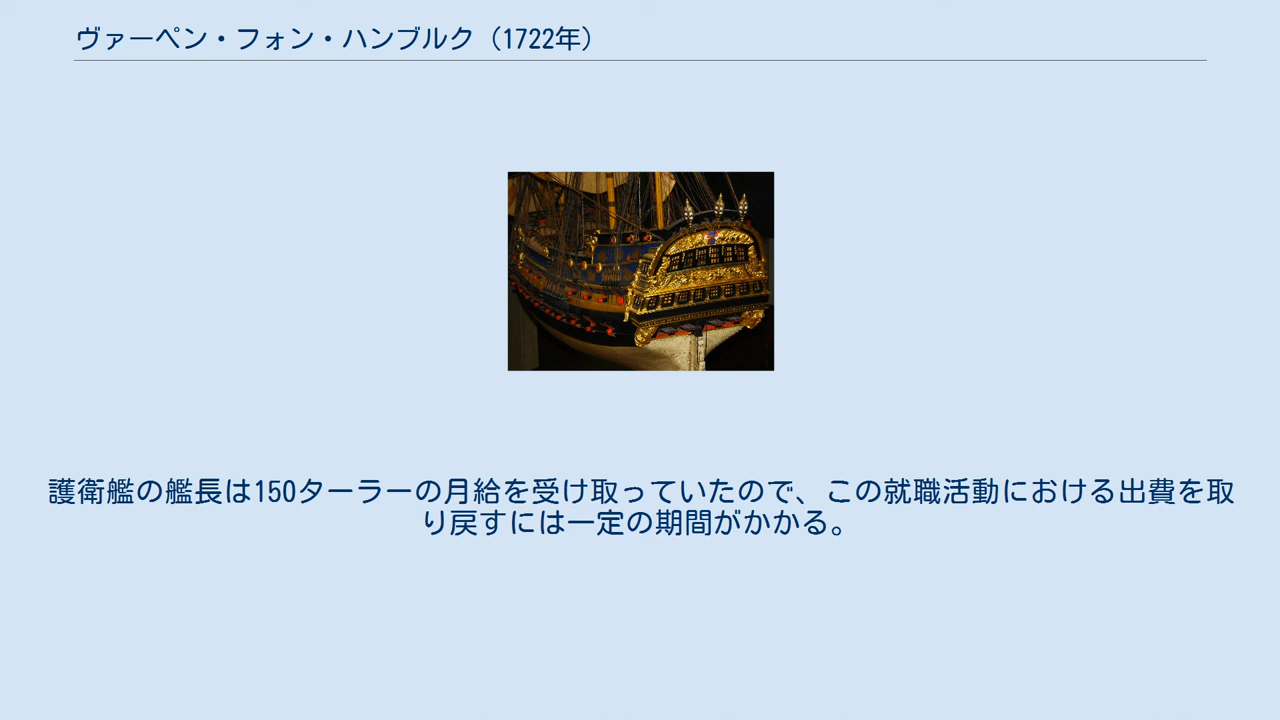 ヴァーペン・フォン・ハンブルク（1722年）
護衛艦の艦長は150ターラーの月給を受け取っていたので、この就職活動における出費を取
り戻すには一定の期間がかかる。